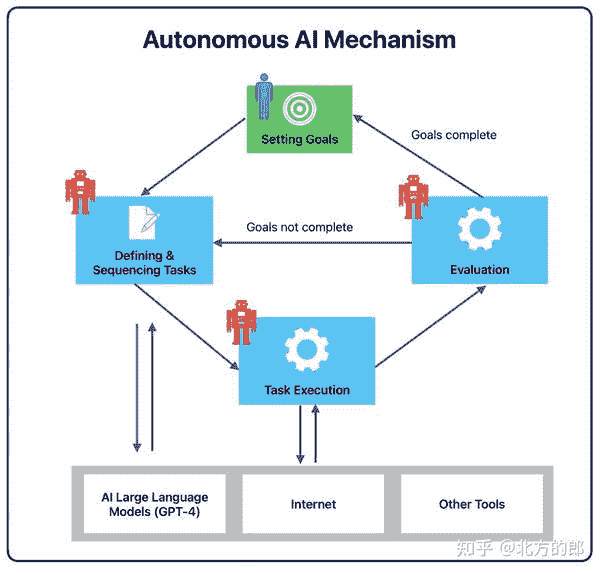 Autonomous AI Mechanism
Setting Goals
Goals complete
Defining &
Sequencing Tasks
Goals not complete
Evaluation
Task Execution
AI Large Language
Models (GPT-4)
Internet
Other Tools
知乎 @北方的郎